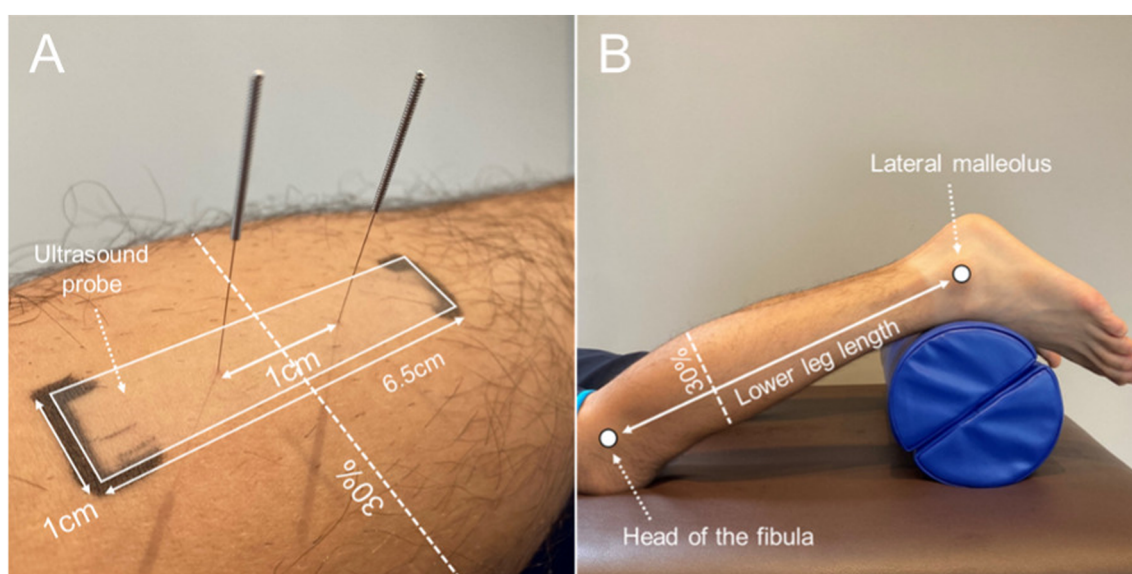 A
Ultrasound
probe
1cm
6.5cm
1cm
30%
B
Lateral malleolus
30%
Lower leg length
Head of the fibula